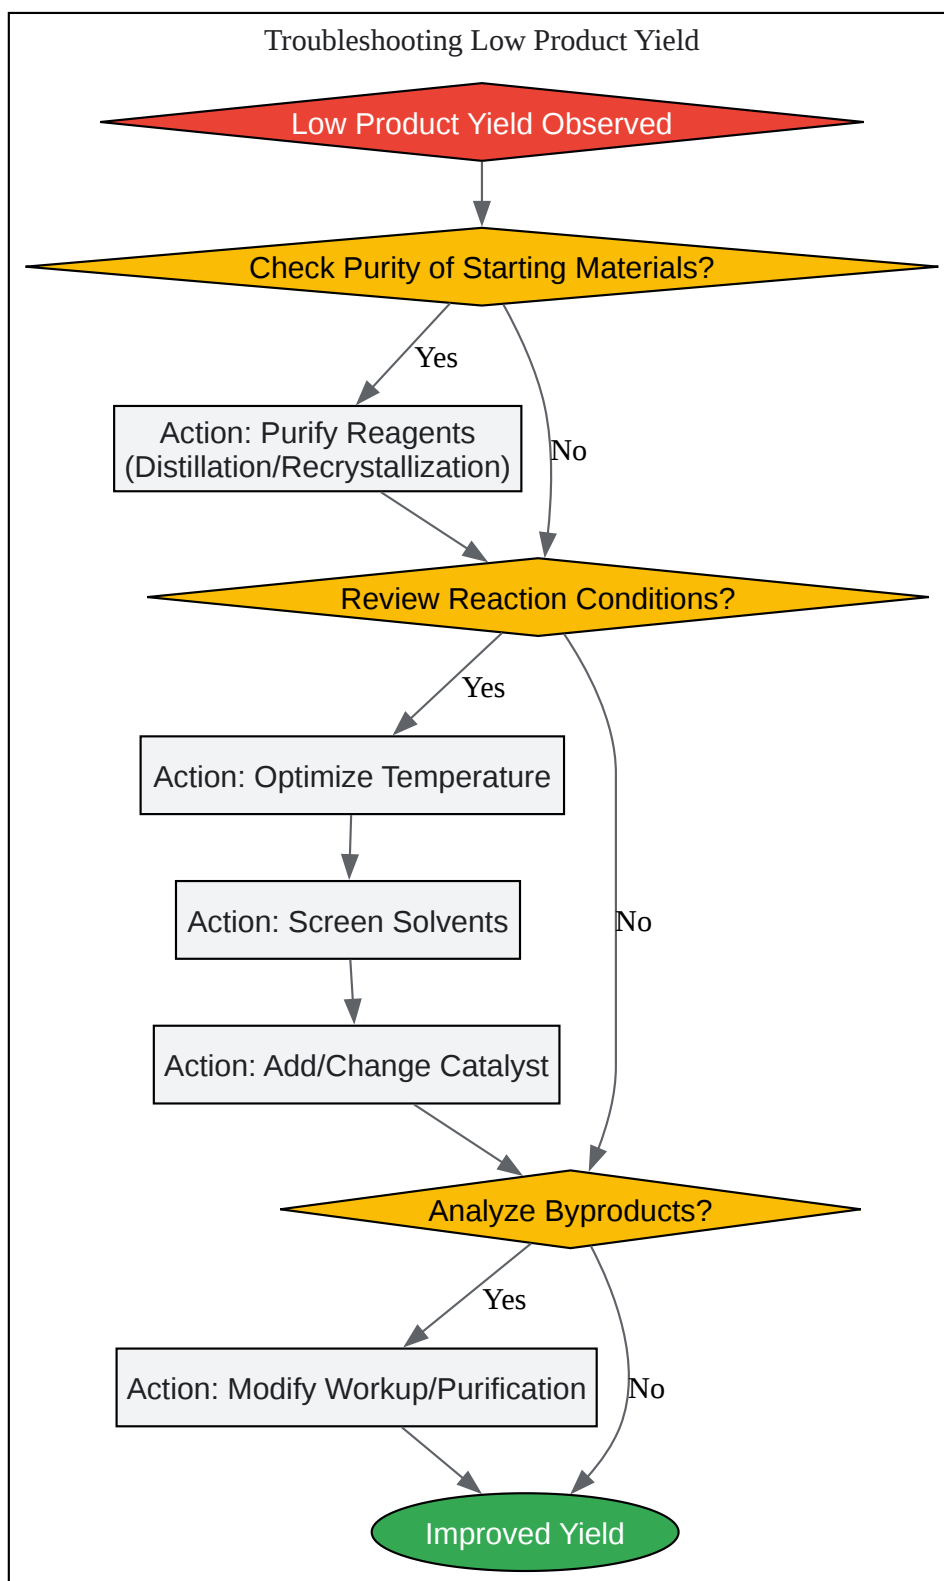 Troubleshooting Low Product Yield
Low Product Yield Observed
Check Purity of Starting Materials?
Yes
Action: Purify Reagents
(Distillation/Recrystallization)
No
Review Reaction Conditions?
Yes
Action: Optimize Temperature
Action: Screen Solvents
No
Action: Add/Change Catalyst
Analyze Byproducts?
Yes
Action: Modify Workup/Purification
No
Improved Yield